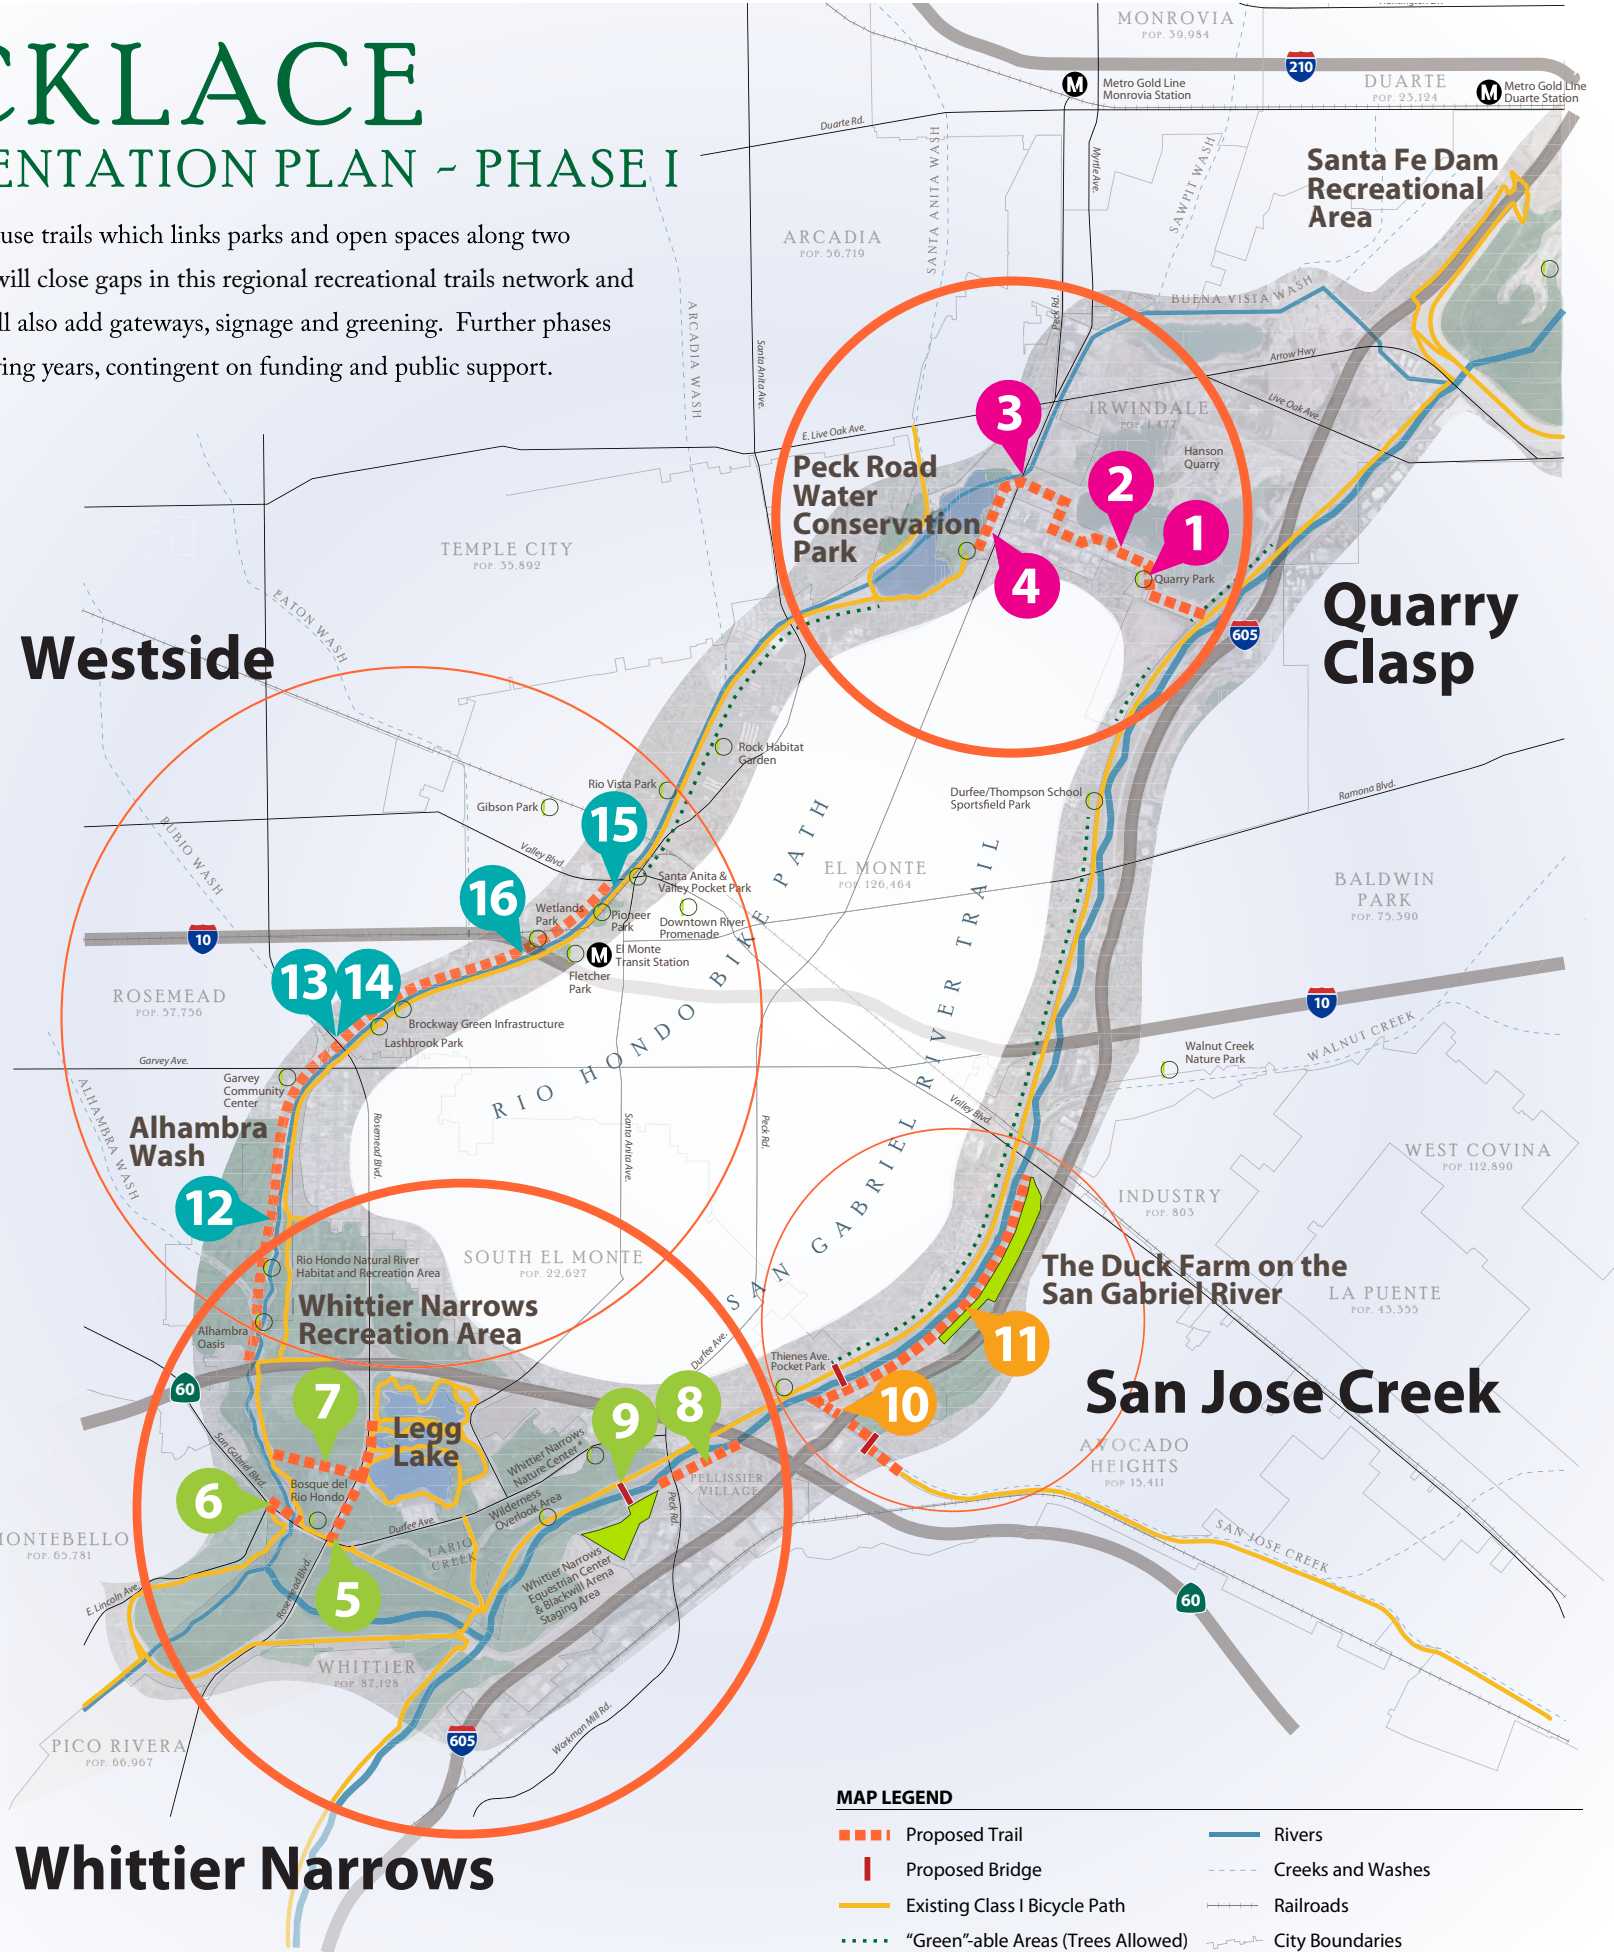 CKLACE
ENTATION PLAN ~ PHASE I
use trails which links parks and open spaces along two
will close gaps in this regional recreational trails network and
ll also add gateways, signage and greening.  Further phases
ing years, contingent on funding and public support.
MONROVIA
POP. 39,984
210
DUARTE
POP. 23,124
M
Metro Gold Line
Monrovia Station
M
Metro Gold Line
Duarte Station
Duarte Rd.
Myrtle Ave.
SANTA ANITA WASH
SAWPIT WASH
Santa Fe Dam
Recreational
Area
ARCADIA
POP. 56,719
ARCADIA WASH
Santa Anita Ave.
Peck Rd.
BUENA VISTA WASH
Arrow Hwy
Live Oak Ave.
E. Live Oak Ave.
IRWINDALE
POP. 1,477
Hanson
Quarry
3
2
1
4
Peck Road
Water
Conservation
Park
Quarry Park
605
Quarry
Clasp
TEMPLE CITY
POP. 35,892
EATON WASH
Westside
RUBIO WASH
Rock Habitat
Garden
Rio Vista Park
Gibson Park
15
Valley Blvd.
Durfee/Thompson School
Sportsfield Park
Ramona Blvd.
EL MONTE
POP. 126,464
BALDWIN
PARK
POP. 75,390
Santa Anita &
Valley Pocket Park
16
Wetlands
Park
Pioneer
Park
Downtown River
Promenade
10
M
El Monte
Transit Station
Fletcher
Park
13
14
ROSEMEAD
POP. 57,756
10
Brockway Green Infrastructure
Lashbrook Park
RIO HONDO BIKE PATH
SAN GABRIEL RIVER TRAIL
WALNUT CREEK
Walnut Creek
Nature Park
Garvey Ave.
Garvey
Community
Center
ALHAMBRA WASH
Alhambra
Wash
Rosemead Blvd.
Santa Anita Ave.
Peck Rd.
Valley Blvd.
WEST COVINA
POP. 112,890
12
INDUSTRY
POP. 803
Rio Hondo Natural River
Habitat and Recreation Area
SOUTH EL MONTE
POP. 22,627
The Duck Farm on the
San Gabriel River
LA PUENTE
POP. 43,355
Whittier Narrows
Recreation Area
Alhambra
Oasis
11
Durfee Ave.
Thienes Ave.
Pocket Park
60
7
8
9
10
San Jose Creek
Legg
Lake
San Gabriel Blvd.
Whittier Narrows
Nature Center*
AVOCADO
HEIGHTS
POP 15,411
PELLISSIER
VILLAGE
6
Bosque del
Rio Hondo
Wilderness
Overlook Area
Peck Rd.
Durfee Ave.
MONTEBELLO
POP. 65,781
LARIO
CREEK
SAN JOSE CREEK
Whittier Narrows
Equestrian Center
& Blackwill Arena
Staging Area
5
E. Lincoln Ave.
Rosemead Blvd.
60
WHITTIER
POP. 87,128
PICO RIVERA
POP. 66,967
605
Workman Mill Rd.
Whittier Narrows
MAP LEGEND
Proposed Trail
Rivers
Proposed Bridge
Creeks and Washes
Existing Class I Bicycle Path
Railroads
"Green"-able Areas (Trees Allowed)
City Boundaries